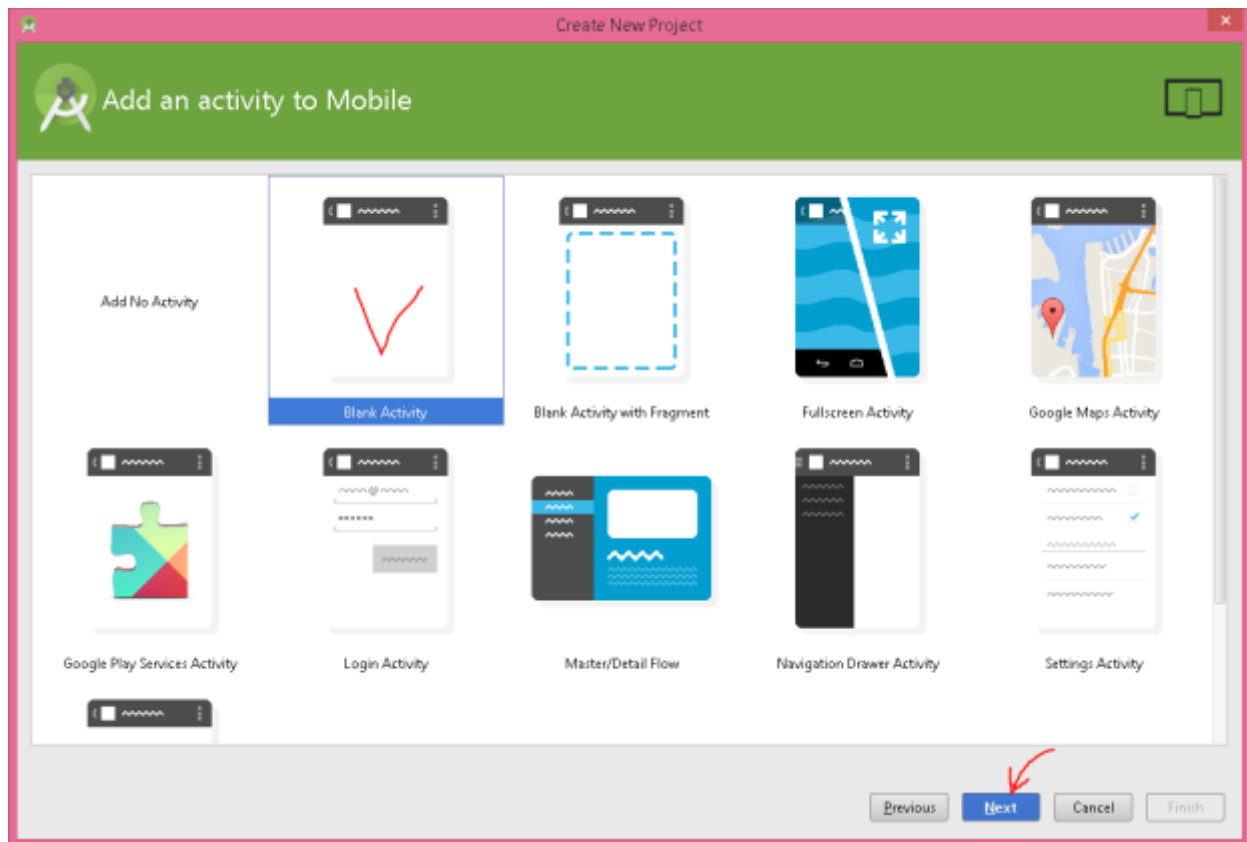 Create New Project
Add an activity to Mobile
Add No Activity
Blank Activity
Blank Activity with Fragment
Fullscreen Activity
Google Maps Activity
Google Play Services Activity
Login Activity
Master/Detail Flow
Navigation Drawer Activity
Settings Activity
Previous
Next
Cancel
Finish